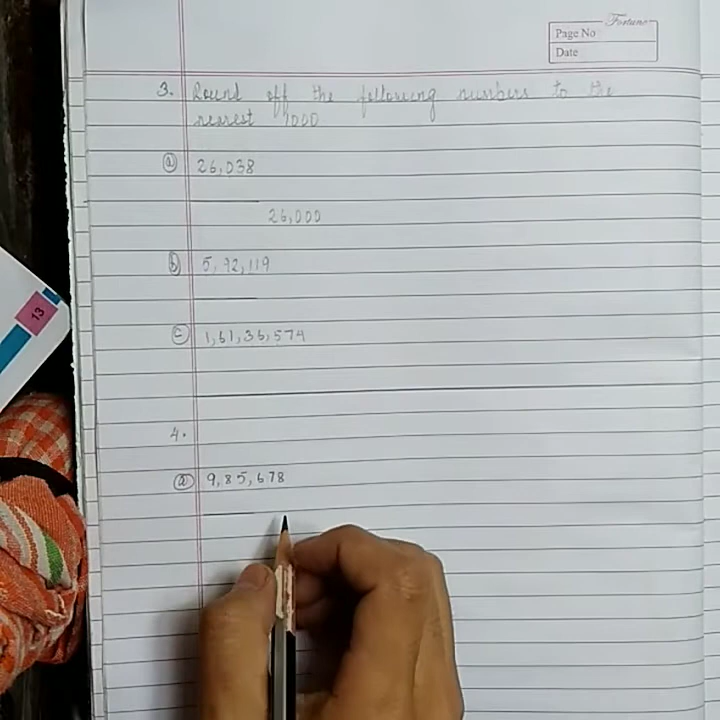 Fortune
Page No
Date
3. Round off the following numbers to the
nearest 1000
(a) 26,038
26,000
(b) 5,92,119
(c) 1,61,36,574
4.
(a) 9,85,678
13